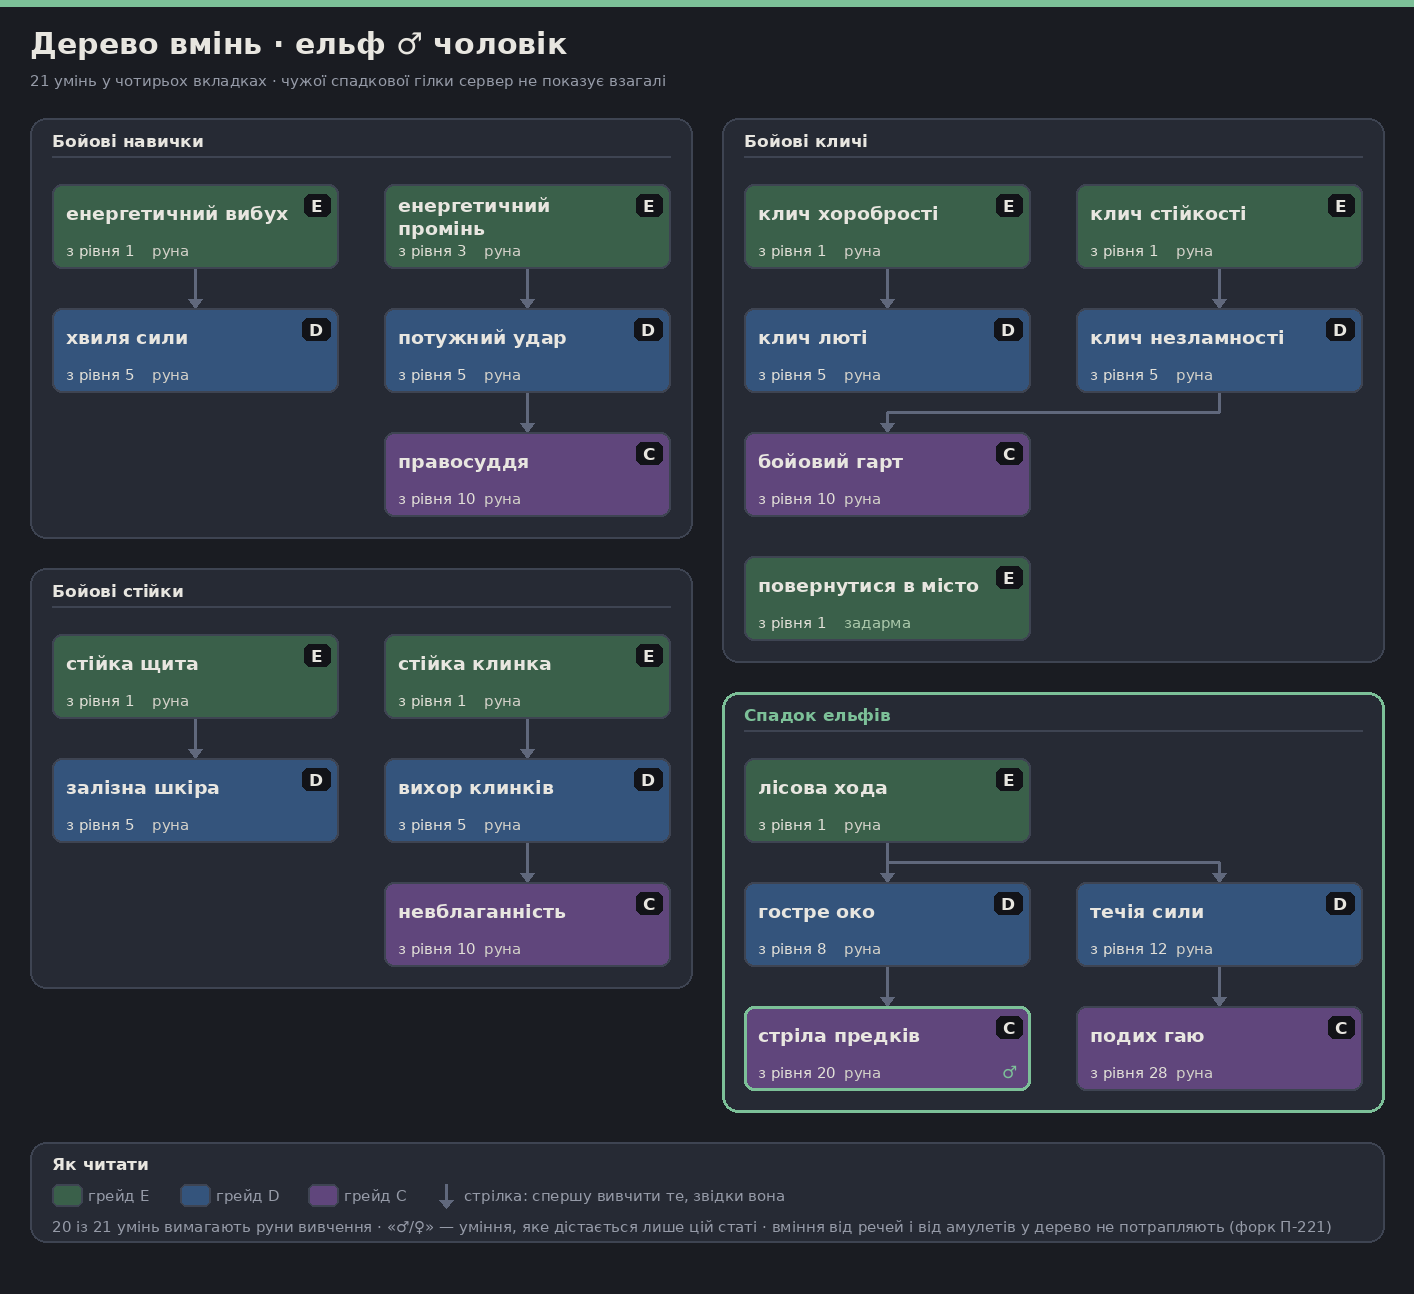 Дерево вмінь · ельф ♂ чоловік
21 умінь у чотирьох вкладках · чужої спадкової гілки сервер не показує взагалі
Бойові навички
енергетичний вибух E
з рівня 1 руна
енергетичний E
промінь
з рівня 3 руна
хвиля сили D
з рівня 5 руна
потужний удар D
з рівня 5 руна
правосуддя C
з рівня 10 руна
Бойові кличі
клич хоробрості E
з рівня 1 руна
клич стійкості E
з рівня 1 руна
клич люті D
з рівня 5 руна
клич незламності D
з рівня 5 руна
бойовий гарт C
з рівня 10 руна
повернутися в місто E
з рівня 1 задарма
Бойові стійки
стійка щита E
з рівня 1 руна
стійка клинка E
з рівня 1 руна
залізна шкіра D
з рівня 5 руна
вихор клинків D
з рівня 5 руна
невблаганність C
з рівня 10 руна
Спадок ельфів
лісова хода E
з рівня 1 руна
гостре око D
з рівня 8 руна
течія сили D
з рівня 12 руна
стріла предків C
з рівня 20 руна ♂
подих гаю C
з рівня 28 руна
Як читати
грейд E грейд D грейд C стрілка: спершу вивчити те, звідки вона
20 із 21 умінь вимагають руни вивчення · «♂/♀» — уміння, яке дістається лише цій статі · вміння від речей і від амулетів у дерево не потрапляють (форк П-221)